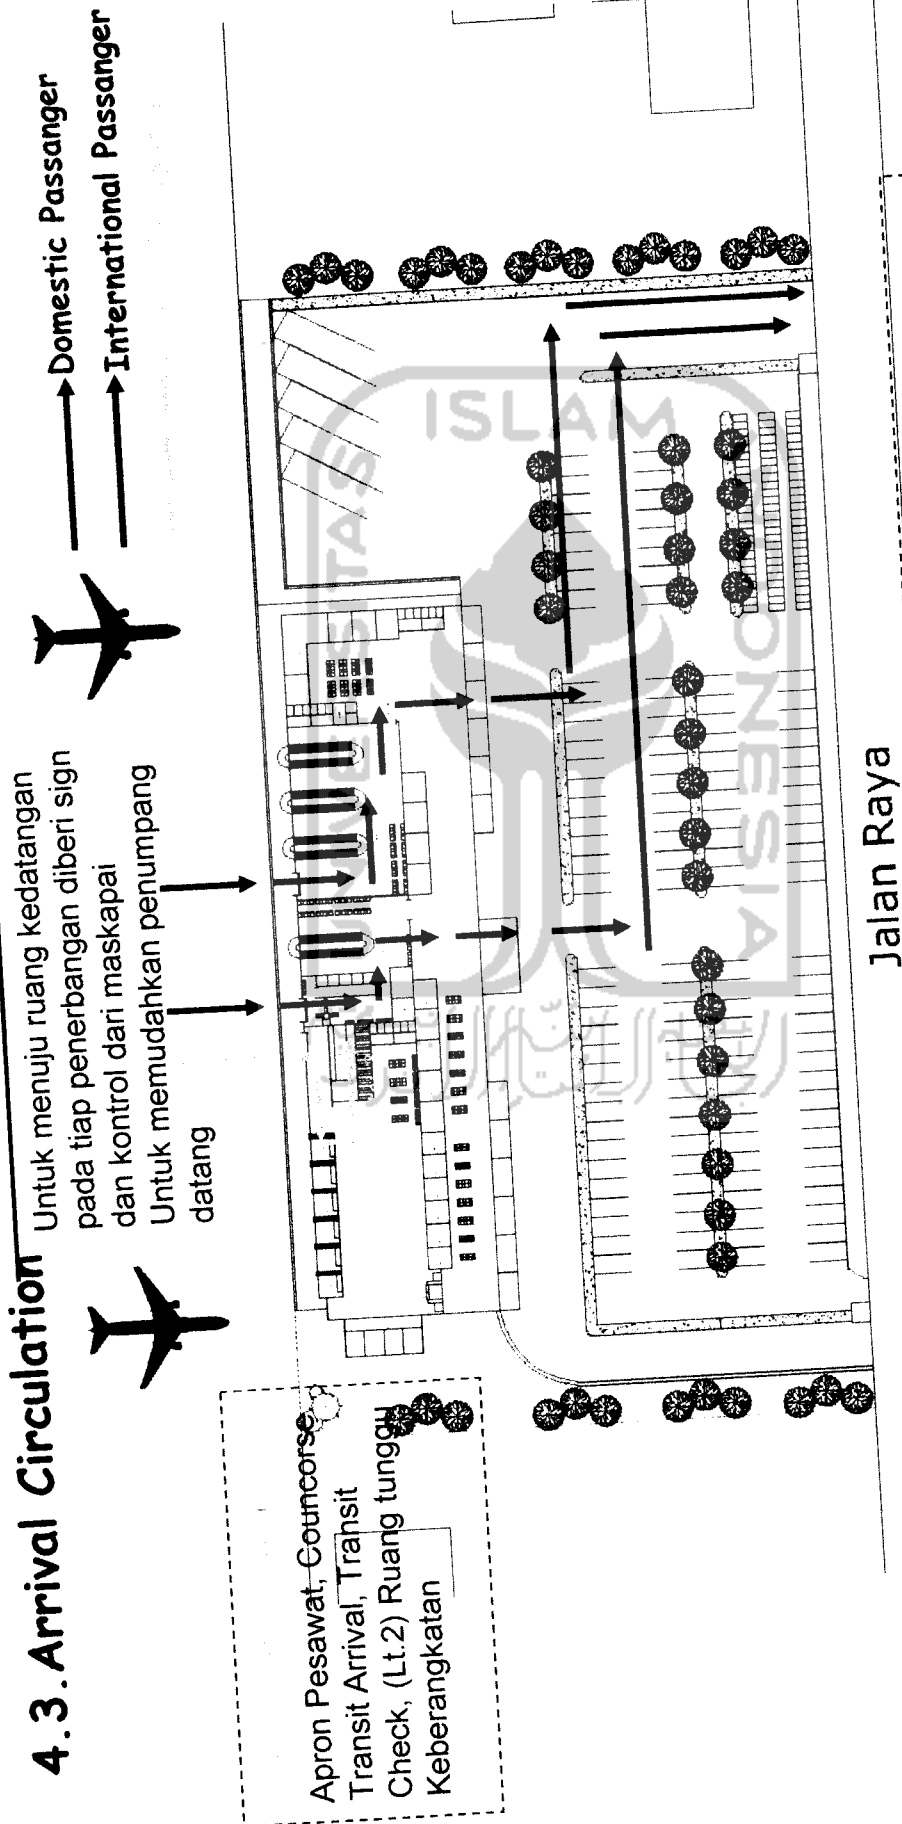 4.3.Arrival Circulation
Untuk menuju ruang kedatangan
pada tiap penerbangan diberi sign
dan kontrol dari maskapai
Untuk memudahkan penumpang
datang
Domestic Passanger
International Passanger
Apron Pesawat, Councorse,
Transit Arrival, Transit
Check, (Lt.2) Ruang tunggu
Keberangkatan
Jalan Raya
UNIVERSITAS
ISLAM
INDONESIA